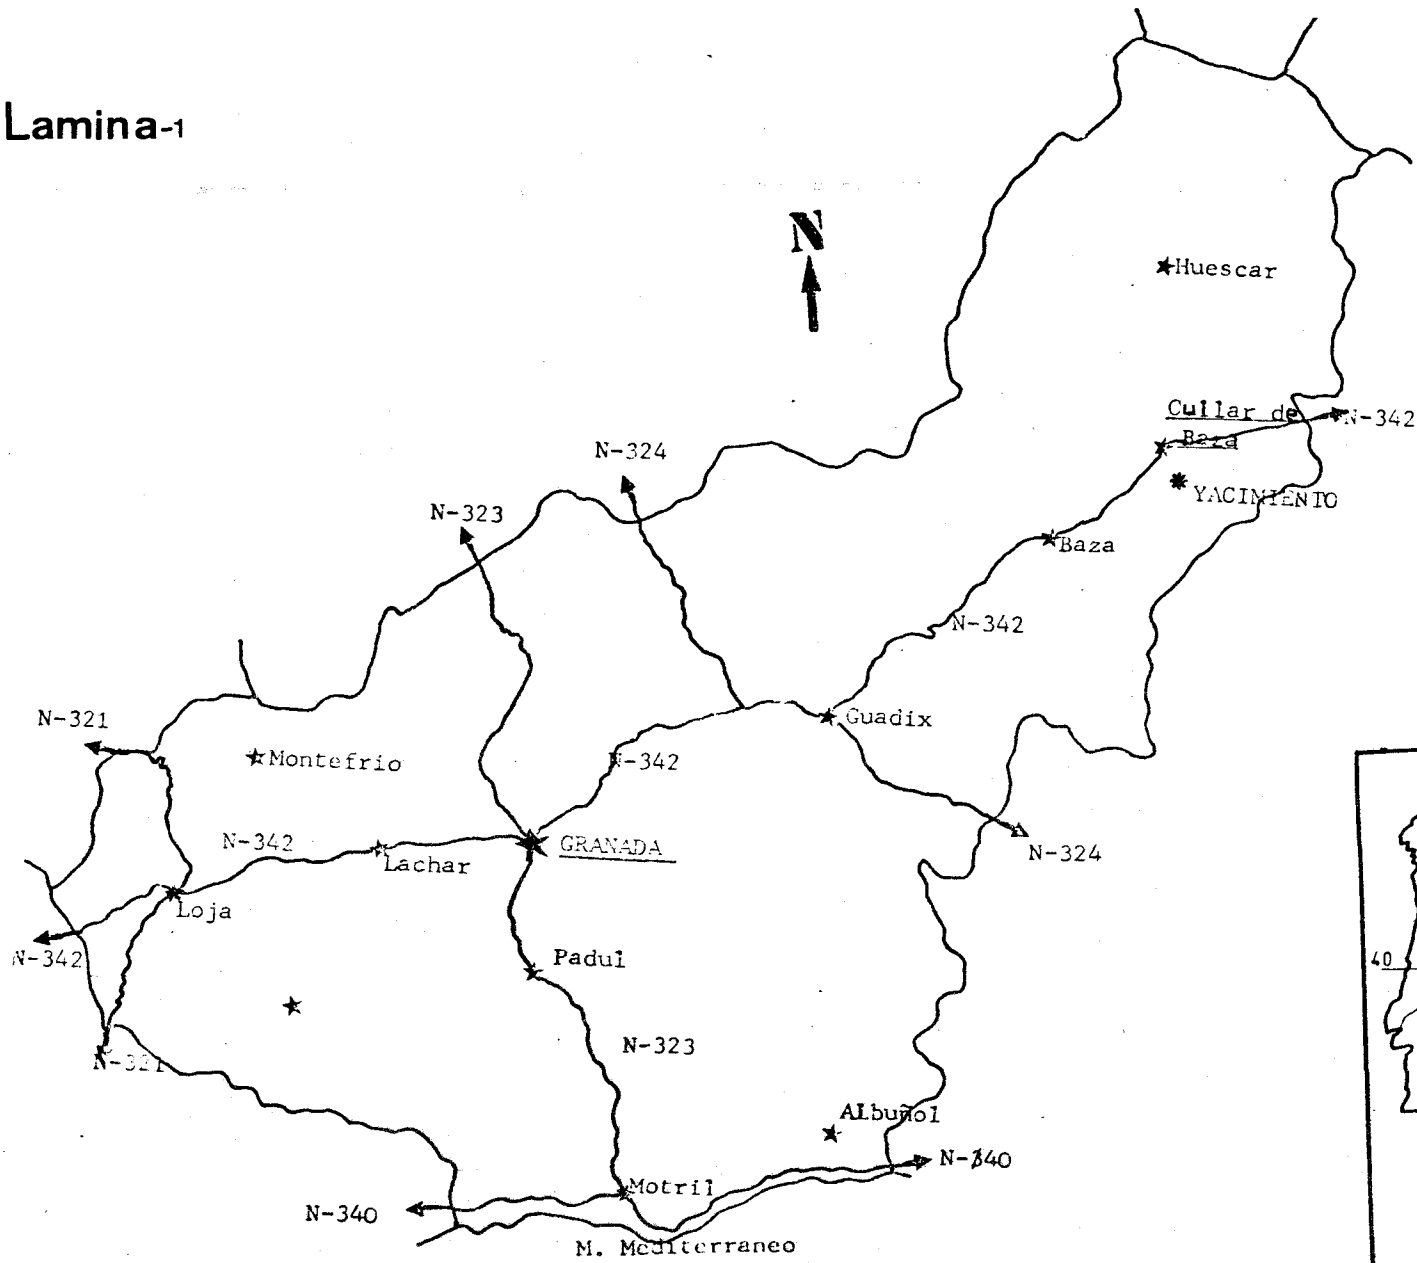 Lamina-1
N
Huescar
Cullar de
Baza
N-342
N-324
YACIMIENTO
N-323
Baza
N-342
N-321
Guadix
Montefrio
N-342
N-342
GRANADA
N-324
Lachar
Loja
N-342
Padul
40
N-323
N-321
Albuñol
N-340
Motril
N-340
M. Mediterraneo